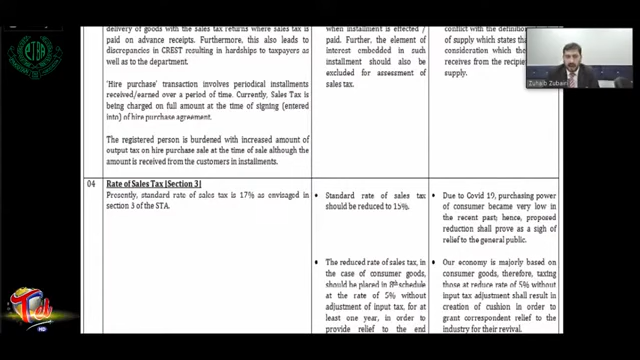 delivery of goods with the sales tax returns where sales tax is
paid on advance receipts. Furthermore, this also leads to
discrepancies in CREST resulting in hardships to taxpayers as
well as to the department.
'Hire purchase' transaction involves periodical installments
received/earned over a period of time. Currently, Sales Tax is
being charged on full amount at the time of signing (entered
into) of hire purchase agreement.
The registered person is burdened with increased amount of
output tax on hire purchase sale at the time of sale although the
amount is received from the customers in installments.
when installment is effected /
paid. Further, the element of
interest embedded in such
installment should also be
excluded for assessment of
sales tax.
conflict with the definition
of supply which states tha
consideration which the
receives from the recipie
supply.
Zuhaib Zubair
04
Rate of Sales Tax [Section 3]
Presently, standard rate of sales tax is 17% as envisaged in
section 3 of the STA.
• Standard rate of sales tax
should be reduced to 15%.
• The reduced rate of sales tax, in
the case of consumer goods,
should be placed in 8th schedule
at the rate of 5% without
adjustment of input tax, for at
least one year, in order to
provide relief to the end
• Due to Covid 19, purchasing power
of consumer became very low in
the recent past; hence, proposed
reduction shall prove as a sigh of
relief to the general public.
• Our economy is majorly based on
consumer goods, therefore, taxing
those at reduce rate of 5% without
input tax adjustment shall result in
creation of cushion in order to
grant correspondent relief to the
industry for their revival.
HD